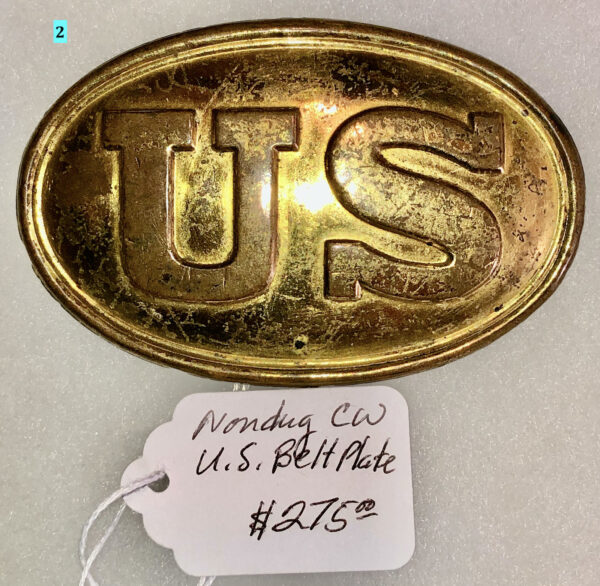 2
US
Nondug CW
U.S. Belt Plate
$275.00